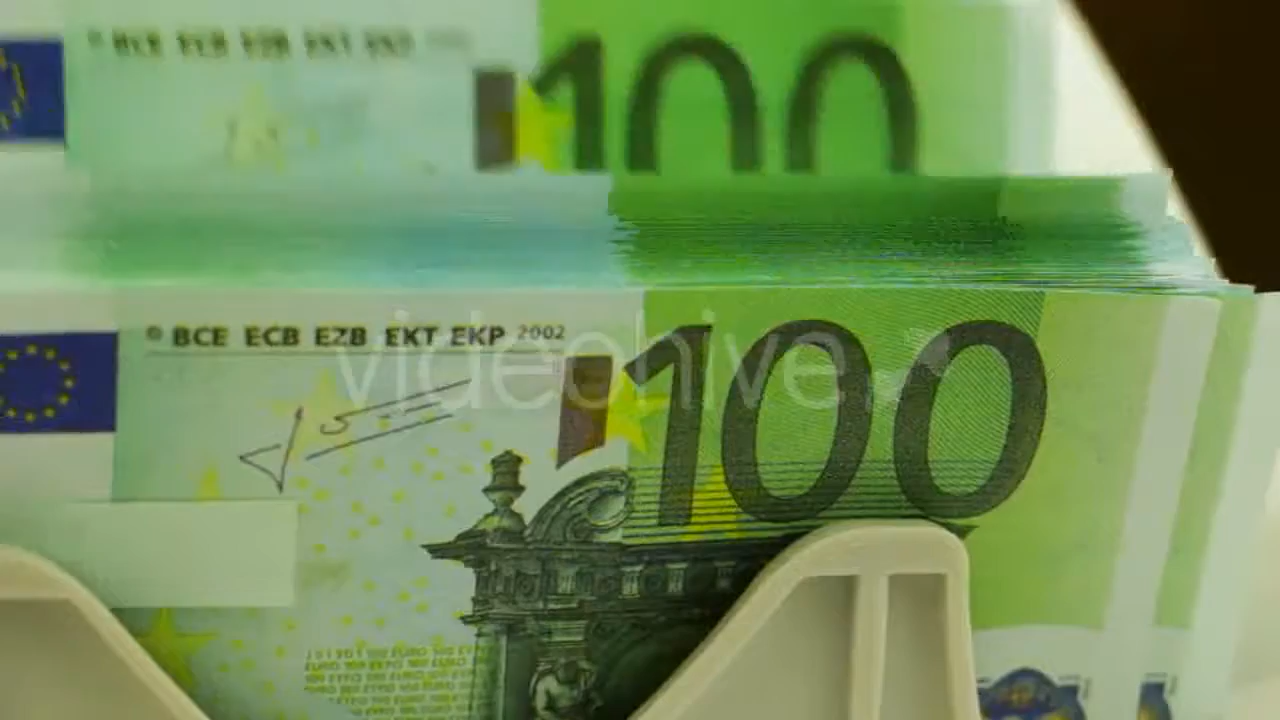 BCE ECB EZB EKT EKP
100
© BCE ECB EZB EKT EKP 2002
100
videohive